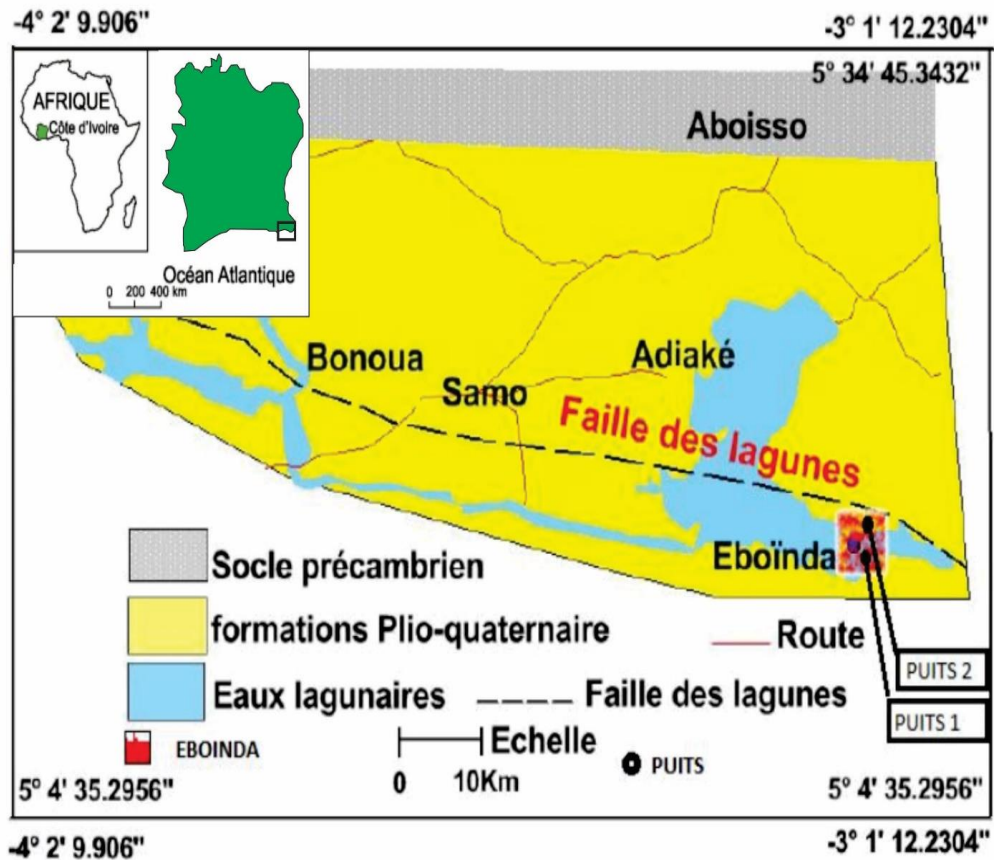 -4° 2' 9.906"
-3° 1' 12.2304"
5° 34' 45.3432"
AFRIQUE
Côte d'Ivoire
Océan Atlantique
0 200 400 km
Aboisso
Bonoua
Samo
Adiaké
Faille des lagunes
Eboïnda
Socle précambrien
formations Plio-quaternaire
Route
Eaux lagunaires
Faille des lagunes
PUITS 2
PUITS 1
EBOINDA
Echelle
0 10Km
PUITS
5° 4' 35.2956"
5° 4' 35.2956"
-4° 2' 9.906"
-3° 1' 12.2304"